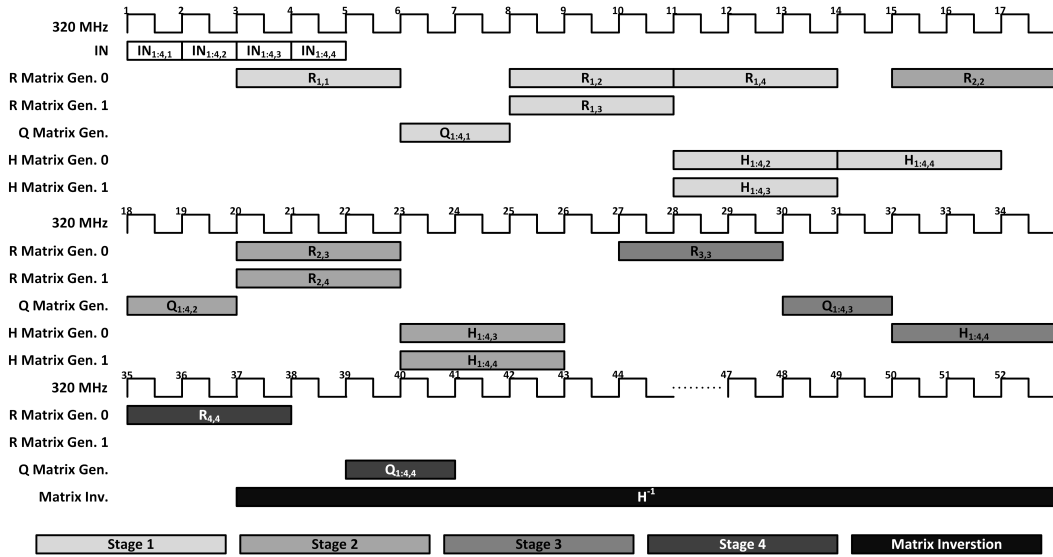 1 2 3 4 5 6 7 8 9 10 11 12 13 14 15 16 17
320 MHz
IN IN1:4,1 IN1:4,2 IN1:4,3 IN1:4,4
R Matrix Gen. 0 R1,1 R1,2 R1,4 R2,2
R Matrix Gen. 1 R1,3
Q Matrix Gen. Q1:4,1
H Matrix Gen. 0 H1:4,2 H1:4,4
H Matrix Gen. 1 H1:4,3
18 19 20 21 22 23 24 25 26 27 28 29 30 31 32 33 34
320 MHz
R Matrix Gen. 0 R2,3 R3,3
R Matrix Gen. 1 R2,4
Q Matrix Gen. Q1:4,2 Q1:4,3
H Matrix Gen. 0 H1:4,3 H1:4,4
H Matrix Gen. 1 H1:4,4
35 36 37 38 39 40 41 42 43 44 ········ 47 48 49 50 51 52
320 MHz
R Matrix Gen. 0 R4,4
R Matrix Gen. 1
Q Matrix Gen. Q1:4,4
Matrix Inv. H-1
Stage 1 Stage 2 Stage 3 Stage 4 Matrix Inverstion